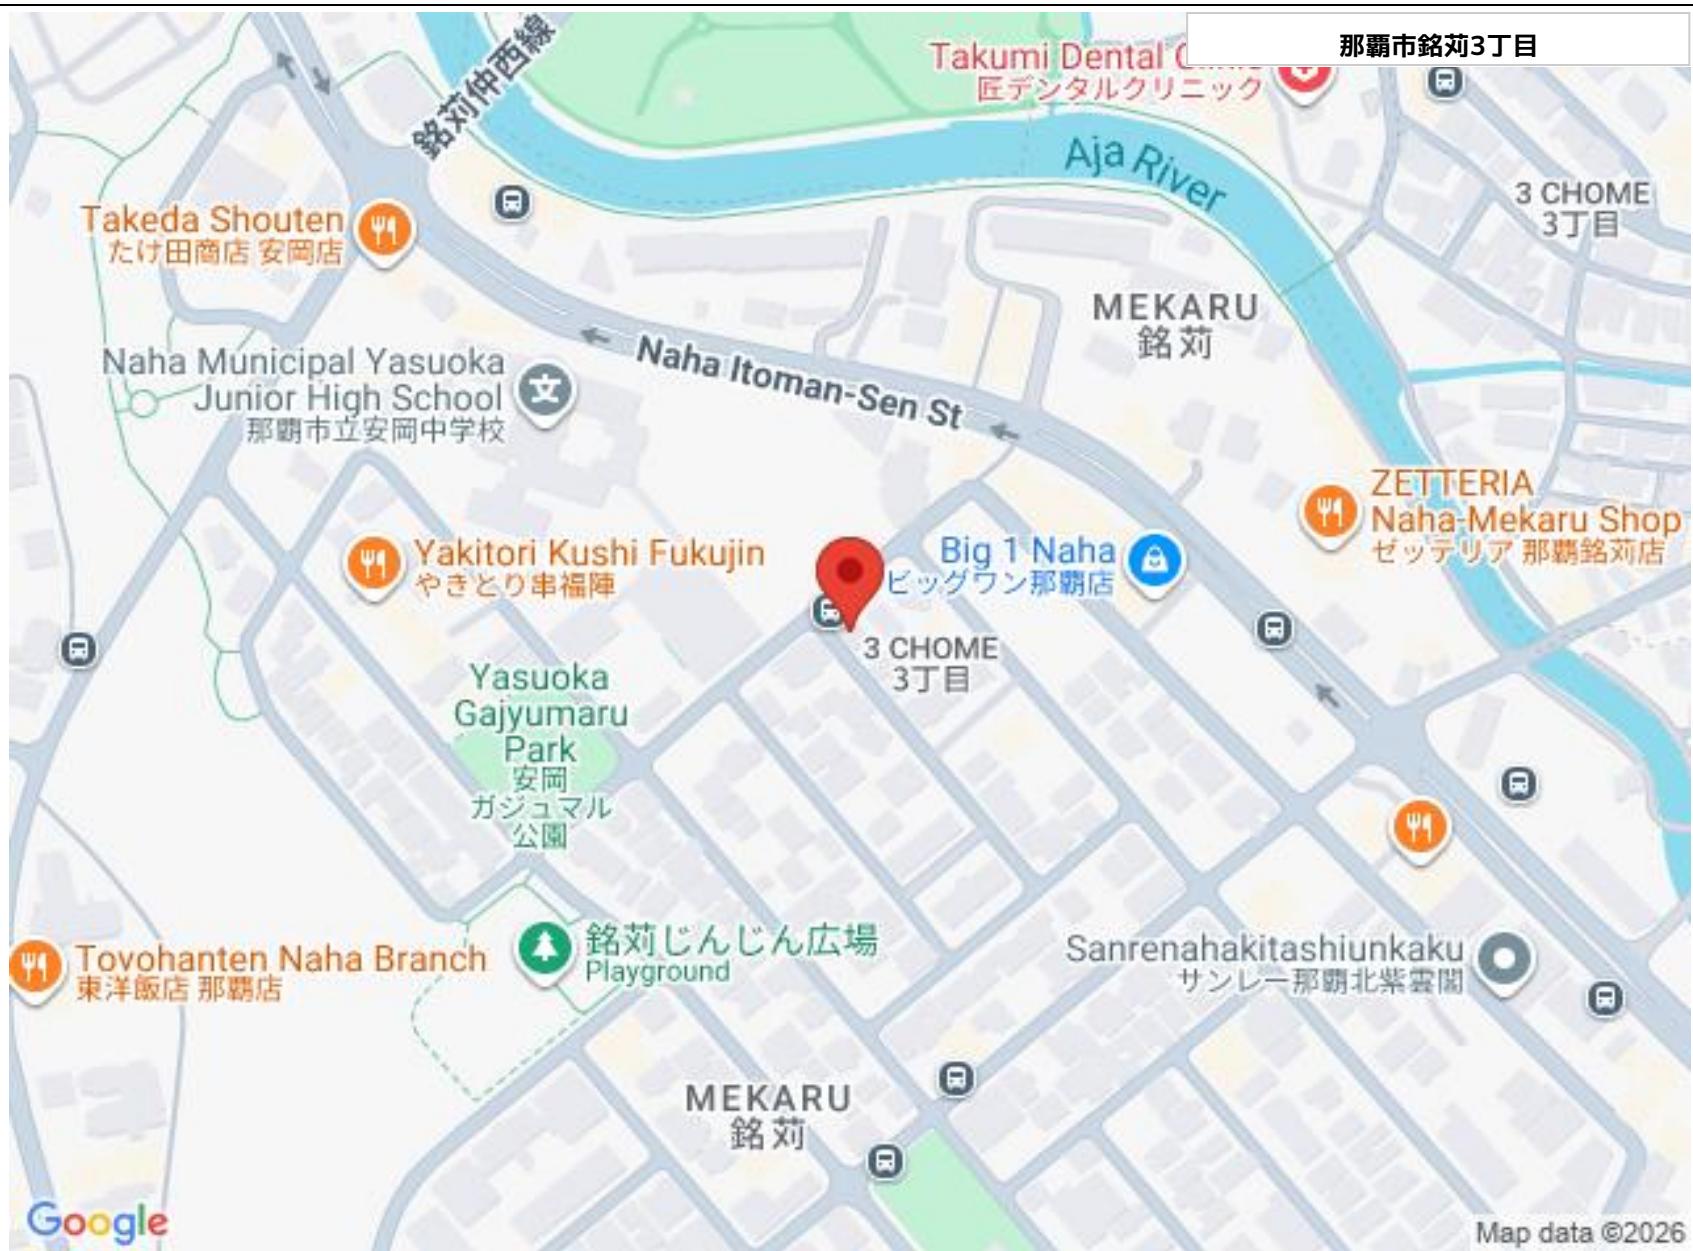 那覇市銘苅3丁目
Takumi Dental
匠デンタルクリニック
銘苅仲西線
Aja River
3 CHOME
3丁目
Takeda Shouten
たけ田商店 安岡店
MEKARU
銘苅
Naha Municipal Yasuoka
Junior High School
那覇市立安岡中学校
文
Naha Itoman-Sen St
ZETTERIA
Naha-Mekaru Shop
ゼッテリア 那覇銘苅店
Yakitori Kushi Fukujin
やきとり串福陣
Big 1 Naha
ビッグワン那覇店
3 CHOME
3丁目
Yasuoka
Gajyumaru
Park
安岡
ガジュマル
公園
銘苅じんじん広場
Playground
Tovohanten Naha Branch
東洋飯店 那覇店
Sanrenahakitashiunkaku
サンレー那覇北紫雲閣
MEKARU
銘苅
Google
Map data ©2026